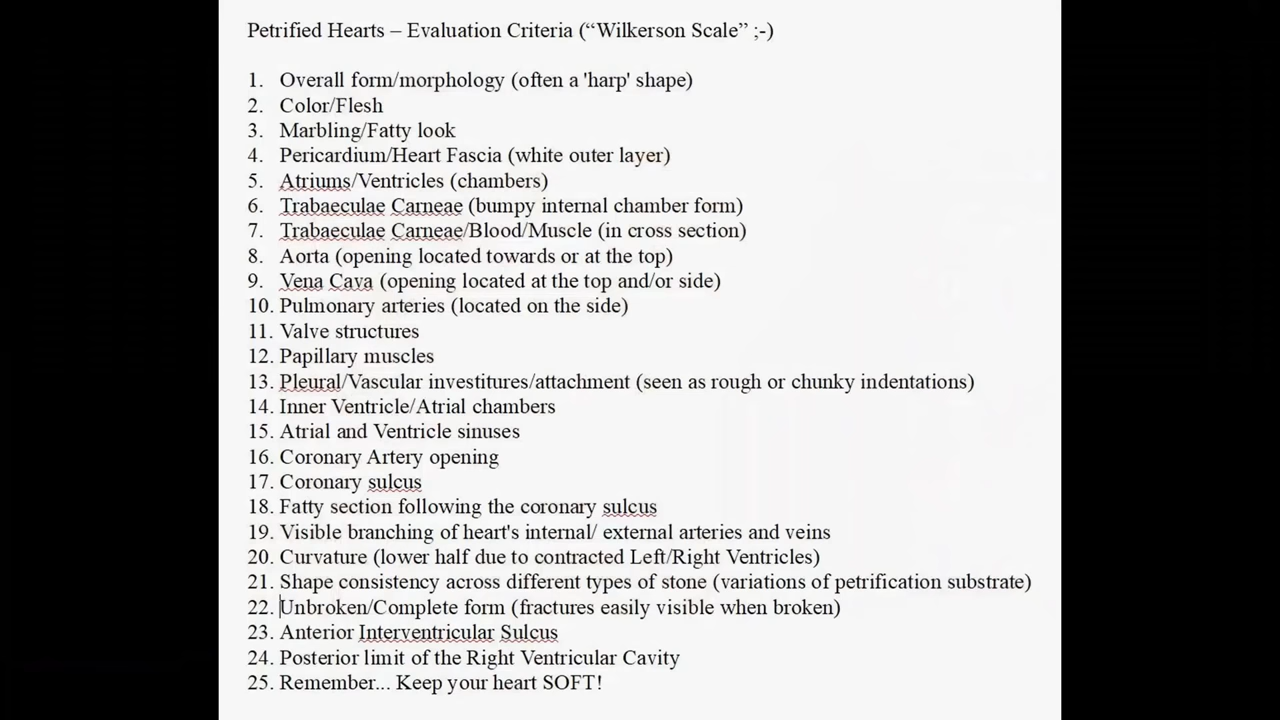 Petrified Hearts – Evaluation Criteria (“Wilkerson Scale” ;-)
1. Overall form/morphology (often a 'harp' shape)
2. Color/Flesh
3. Marbling/Fatty look
4. Pericardium/Heart Fascia (white outer layer)
5. Atriums/Ventricles (chambers)
6. Trabaeculae Carneae (bumpy internal chamber form)
7. Trabaeculae Carneae/Blood/Muscle (in cross section)
8. Aorta (opening located towards or at the top)
9. Vena Cava (opening located at the top and/or side)
10. Pulmonary arteries (located on the side)
11. Valve structures
12. Papillary muscles
13. Pleural/Vascular investitures/attachment (seen as rough or chunky indentations)
14. Inner Ventricle/Atrial chambers
15. Atrial and Ventricle sinuses
16. Coronary Artery opening
17. Coronary sulcus
18. Fatty section following the coronary sulcus
19. Visible branching of heart's internal/ external arteries and veins
20. Curvature (lower half due to contracted Left/Right Ventricles)
21. Shape consistency across different types of stone (variations of petrification substrate)
22. Unbroken/Complete form (fractures easily visible when broken)
23. Anterior Interventricular Sulcus
24. Posterior limit of the Right Ventricular Cavity
25. Remember... Keep your heart SOFT!